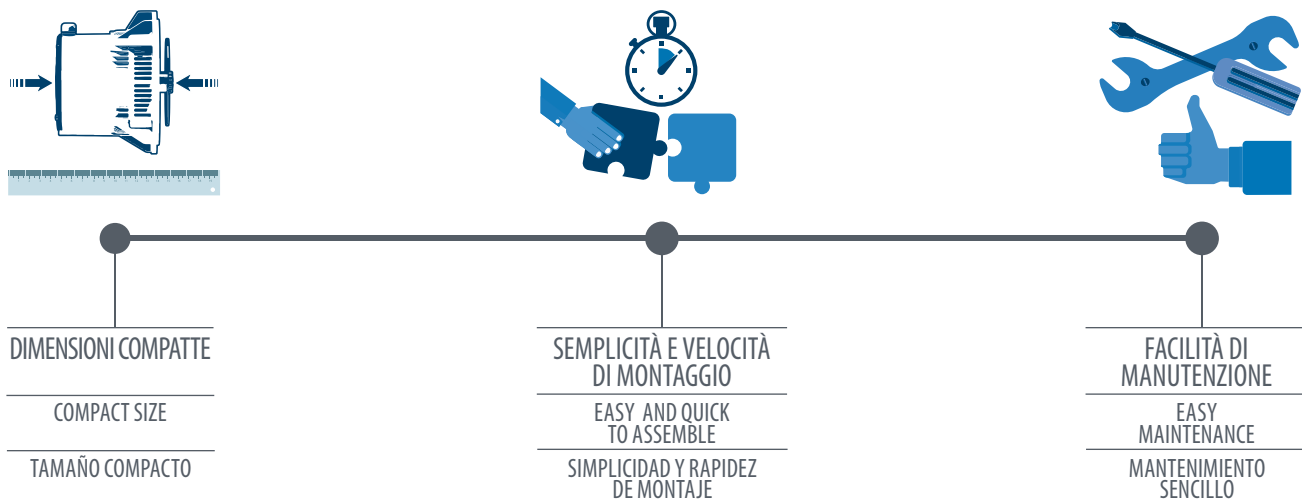 DIMENSIONI COMPATTE
COMPACT SIZE
TAMAÑO COMPACTO
SEMPLICITÀ E VELOCITÀ
DI MONTAGGIO
EASY AND QUICK
TO ASSEMBLE
SIMPLICIDAD Y RAPIDEZ
DE MONTAJE
FACILITÀ DI
MANUTENZIONE
EASY
MAINTENANCE
MANTENIMIENTO
SENCILLO